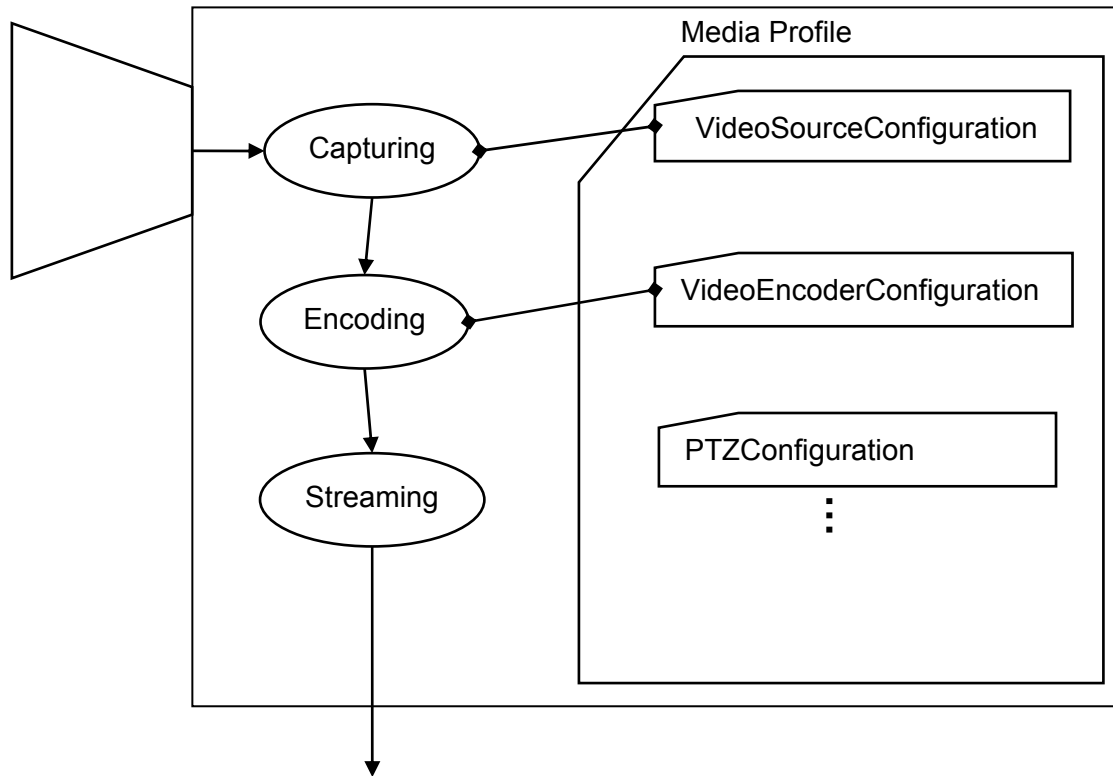 Media Profile
Capturing
VideoSourceConfiguration
Encoding
VideoEncoderConfiguration
PTZConfiguration
Streaming